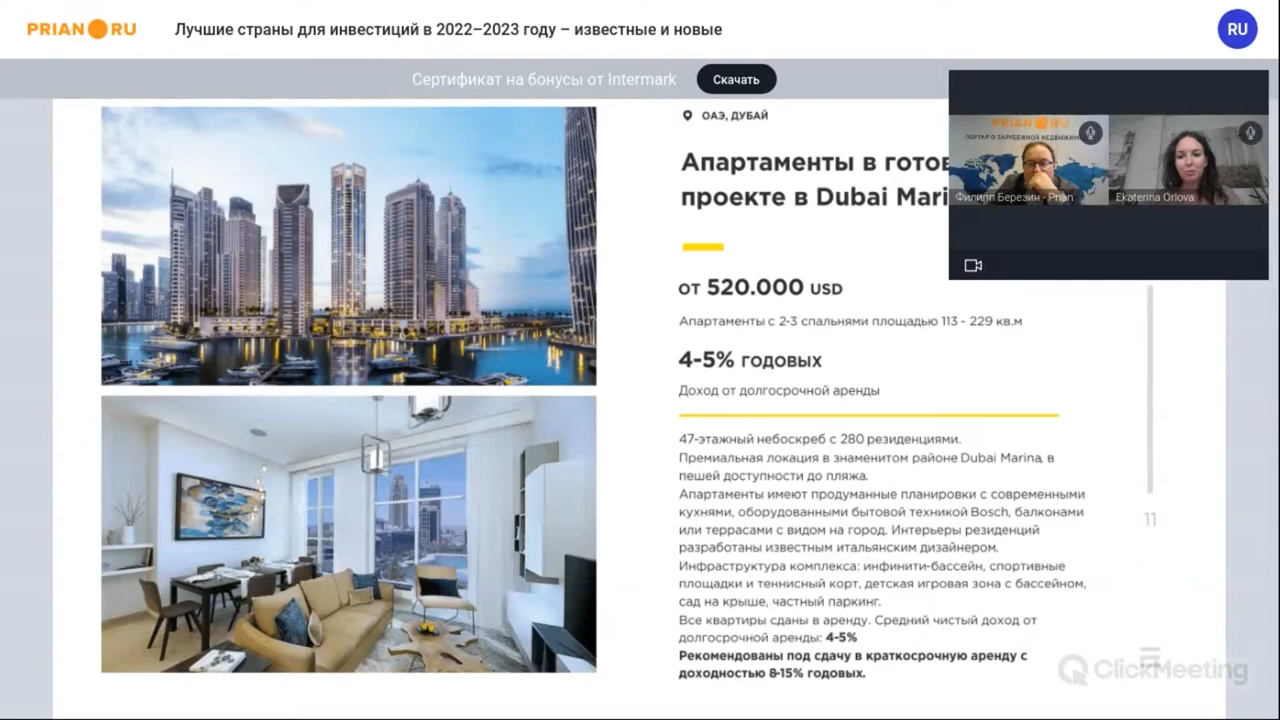 PRIAN RU
Лучшие страны для инвестиций в 2022–2023 году – известные и новые
RU
Сертификат на бонусы от Intermark
Скачать
ОАЭ, ДУБАЙ
Апартаменты в
проекте в Dubai
PRIAN RU
ПОРТАЛ О ЗАРУБЕЖНОЙ НЕДВИЖИМ
Филипп Березин - Prian
Ekaterina Orlova
от 520.000 USD
Апартаменты с 2-3 спальнями площадью 113 - 229 кв.м
4-5% годовых
Доход от долгосрочной аренды
47-этажный небоскреб с 280 резиденциями.
Премиальная локация в знаменитом районе Dubai Marina, в
пешей доступности до пляжа.
Апартаменты имеют продуманные планировки с современными
кухнями, оборудованными бытовой техникой Bosch, балконами
или террасами с видом на город. Интерьеры резиденций
разработаны известным итальянским дизайнером.
Инфраструктура комплекса: инфинити-бассейн, спортивные
площадки и теннисный корт, детская игровая зона с бассейном,
сад на крыше, частный паркинг.
Все квартиры сданы в аренду. Средний чистый доход от
долгосрочной аренды: 4-5%
Рекомендованы под сдачу в краткосрочную аренду с
доходностью 8-15% годовых.
11
ClickMeeting